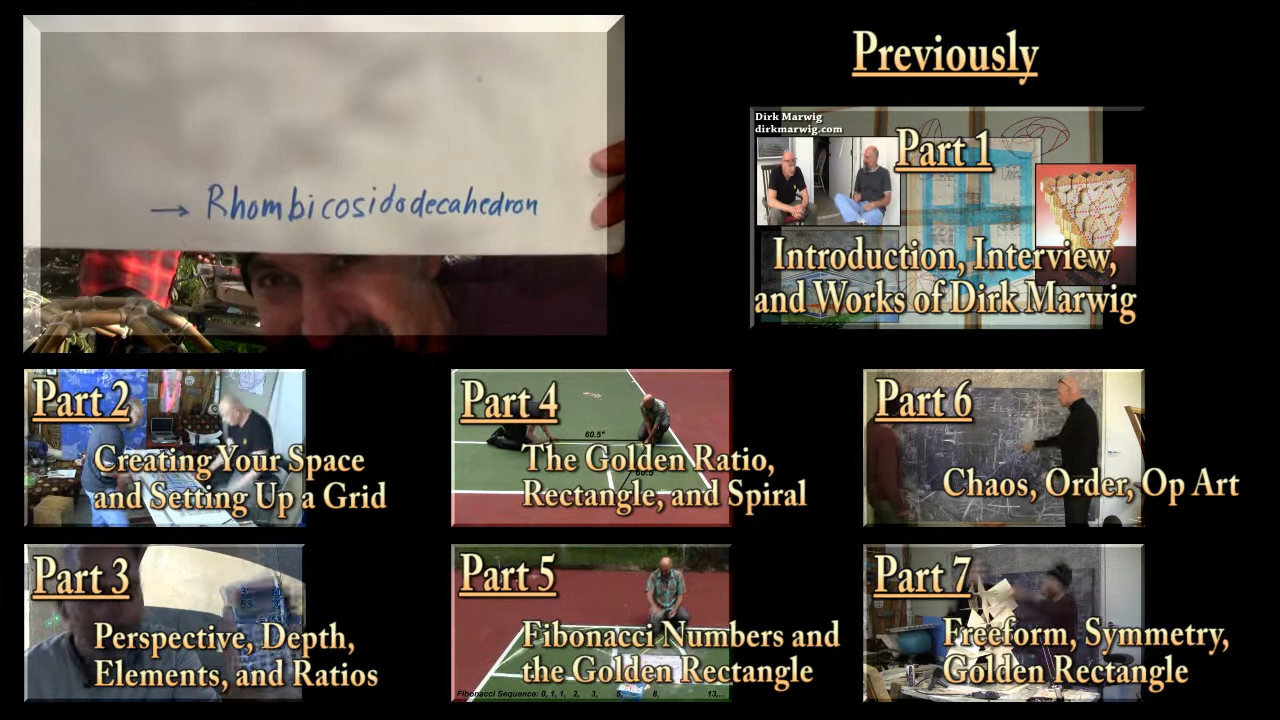 → Rhombicosidodecahedron
Previously
Dirk Marwig
dirkmarwig.com
Part 1
Introduction, Interview,
and Works of Dirk Marwig
Part 2
Creating Your Space
and Setting Up a Grid
Part 4
60.5"
The Golden Ratio,
Rectangle, and Spiral
Part 6
Chaos, Order, Op Art
Part 3
Perspective, Depth,
Elements, and Ratios
Part 5
Fibonacci Numbers and
the Golden Rectangle
Fibonacci Sequence: 0, 1, 1, 2, 3, 5, 8, 13,...
Part 7
Freeform, Symmetry,
Golden Rectangle